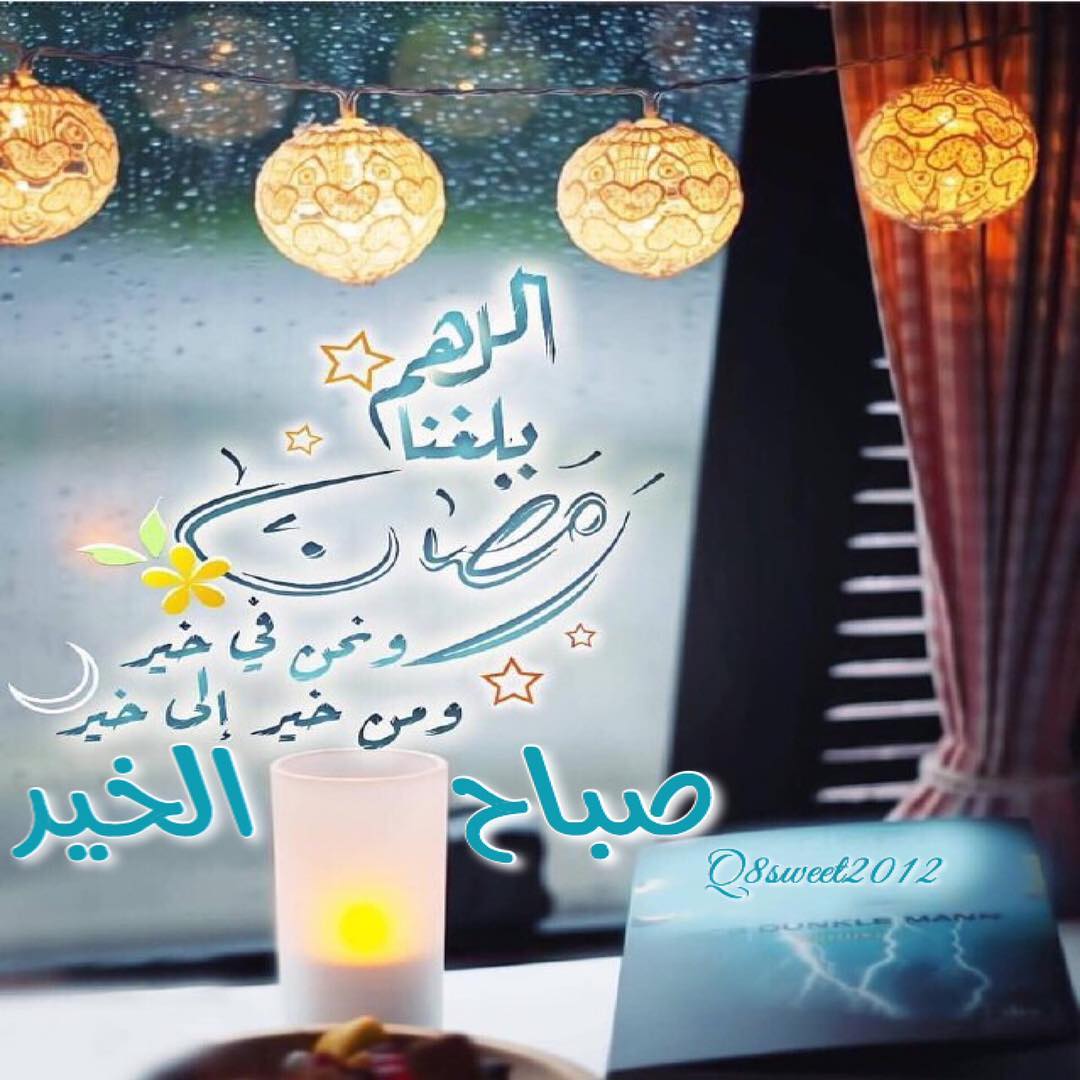 اللهم
بلغنا
رمضان
ونحن في خير
ومن خير إلى خير
صباح الخير
Q8sweet2012
DUNKLE MANN